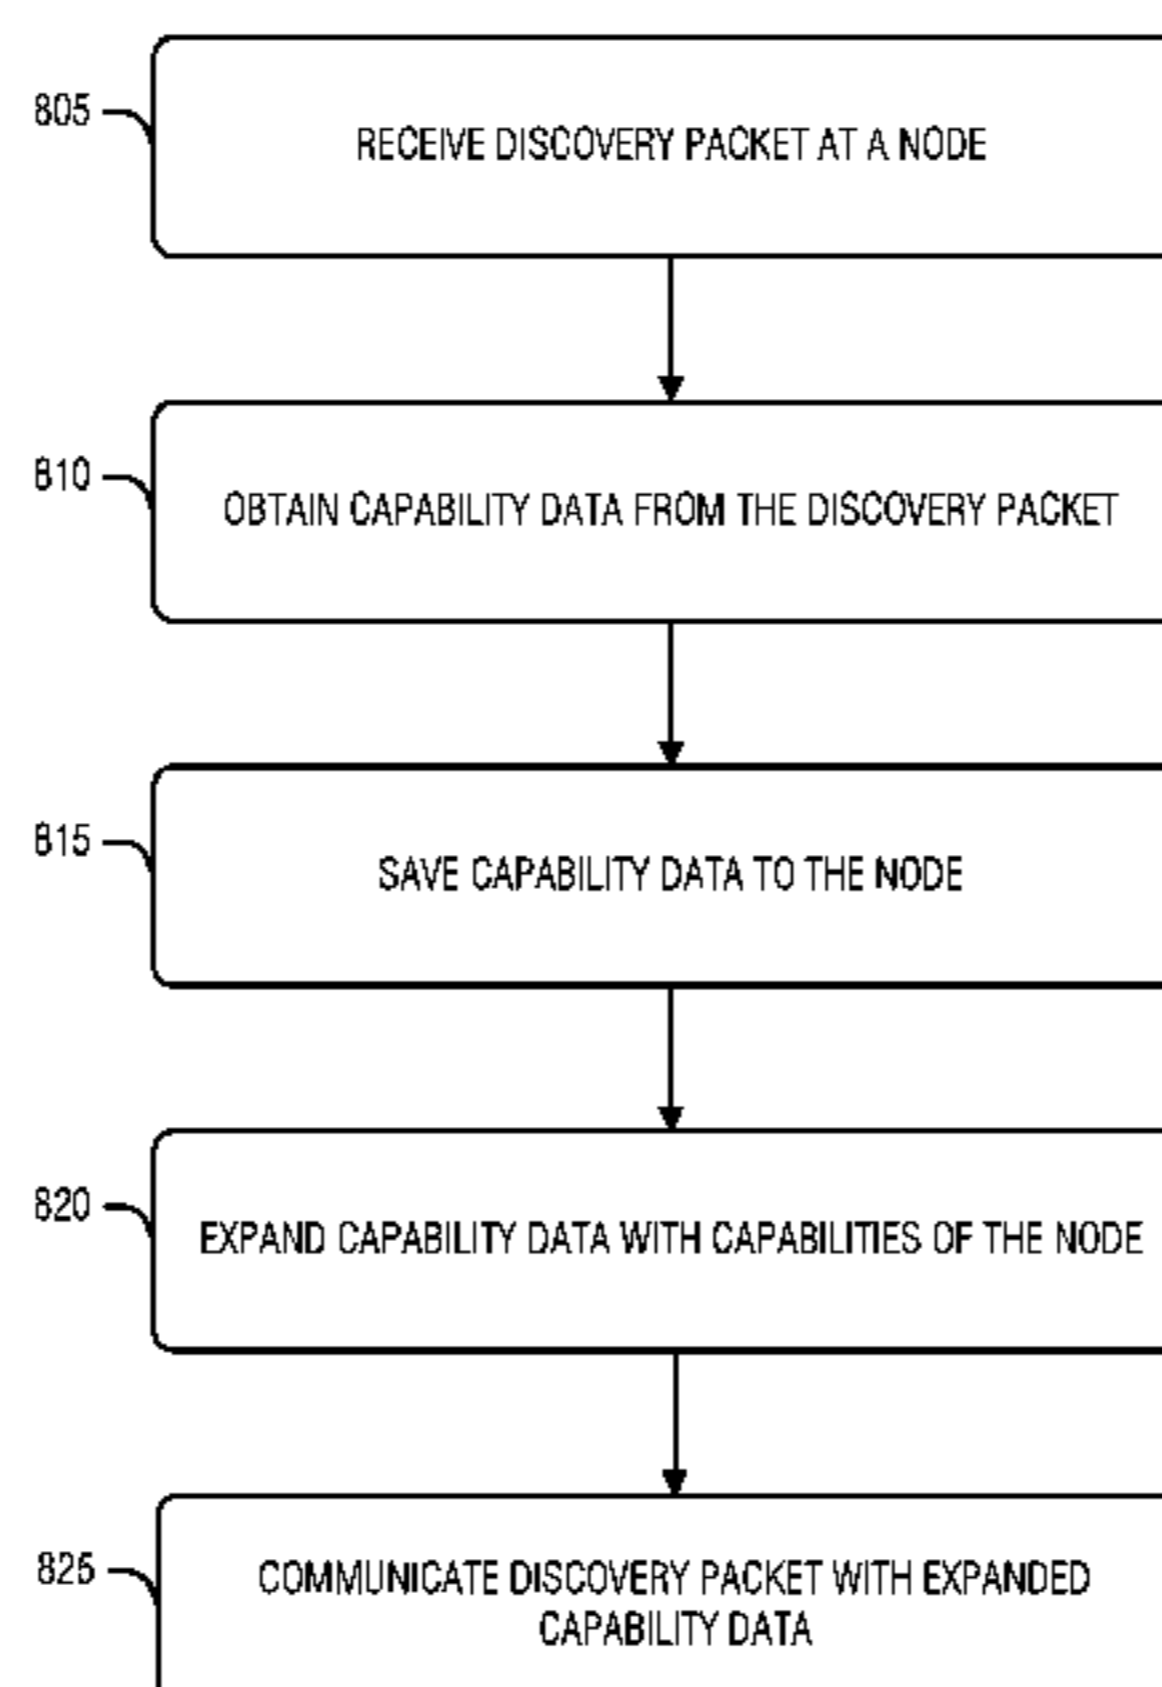 805
RECEIVE DISCOVERY PACKET AT A NODE
810
OBTAIN CAPABILITY DATA FROM THE DISCOVERY PACKET
815
SAVE CAPABILITY DATA TO THE NODE
820
EXPAND CAPABILITY DATA WITH CAPABILITIES OF THE NODE
825
COMMUNICATE DISCOVERY PACKET WITH EXPANDED
CAPABILITY DATA